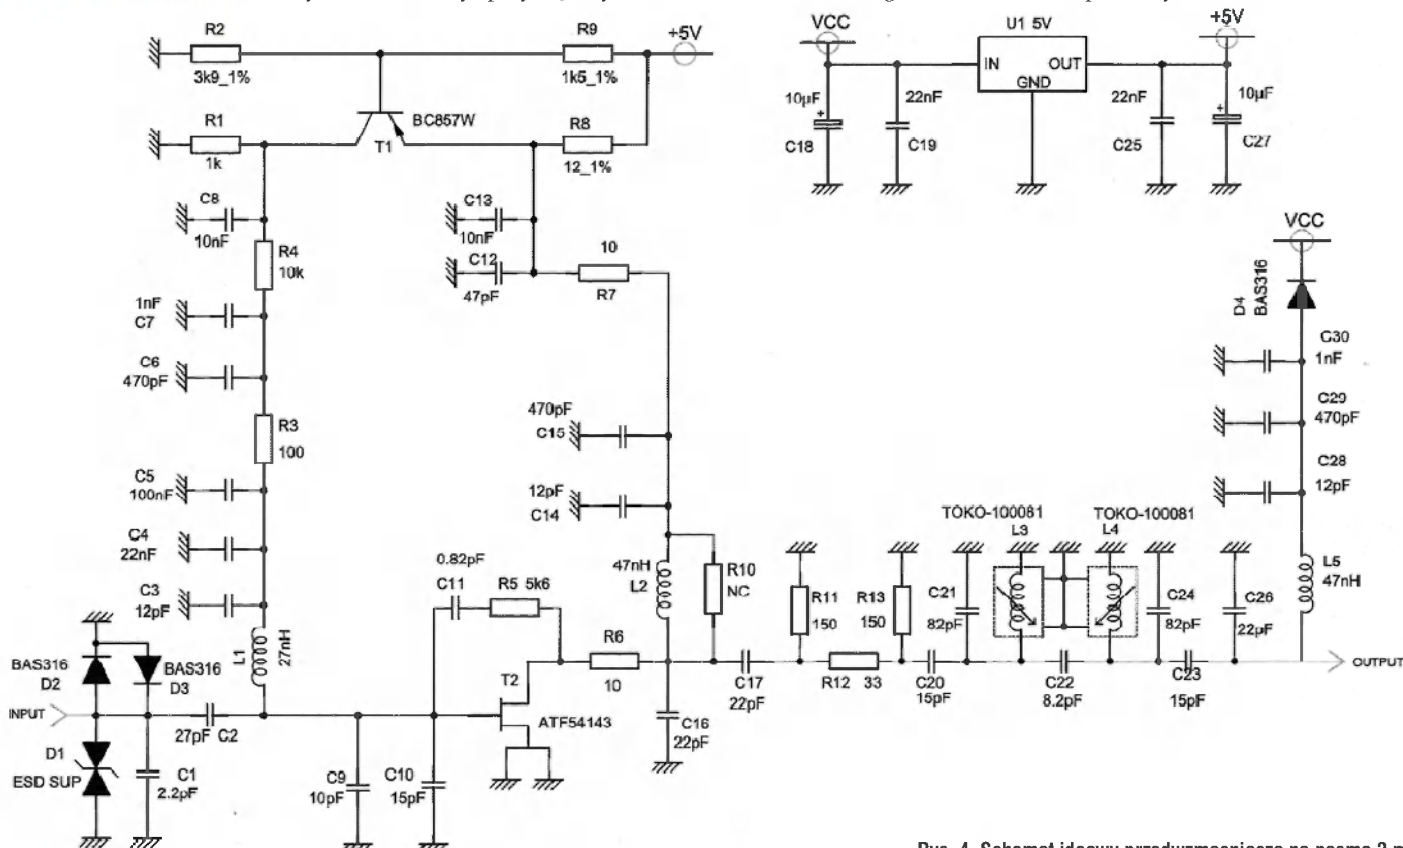 R2
3k9_1%
R9
1k5_1%
+5V
R1
1k
BC857W
T1
R8
12_1%
C8
10nF
R4
10k
1nF
C7
C6
470pF
R3
100
C5
100nF
C4
22nF
C3
12pF
L1
27nH
C13
10nF
C12
47pF
10
R7
470pF
C15
12pF
C14
47nH
L2
R10
NC
0.82pF
C11
R5 5k6
R6
10
T2
ATF54143
BAS316
D2
BAS316
D3
INPUT
D1
ESD SUP
C1
2.2pF
27pF C2
C9
10pF
C10
15pF
C16
22pF
C17
22pF
R11
150
R12 33
R13
150
C20
15pF
C21
82pF
TOKO-100081
L3
TOKO-100081
L4
C22
8.2pF
C24
82pF
C23
15pF
C26
22pF
L5
47nH
OUTPUT
VCC
D4
BAS316
C30
1nF
C29
470pF
C28
12pF
VCC
10µF
+
C18
22nF
C19
U1 5V
IN OUT
GND
22nF
C25
+5V
10µF
+
C27